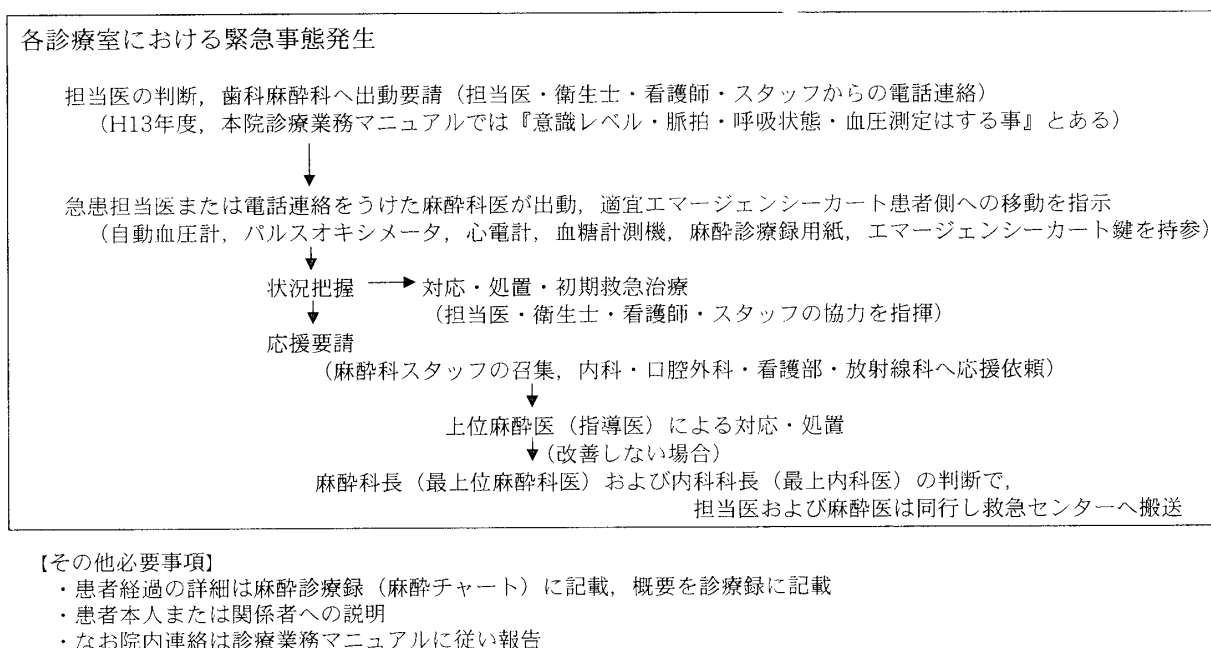 各診療室における緊急事態発生
担当医の判断，歯科麻酔科へ出動要請（担当医・衛生士・看護師・スタッフからの電話連絡）
（H13年度，本院診療業務マニュアルでは『意識レベル・脈拍・呼吸状態・血圧測定はする事』とある）
急患担当医または電話連絡をうけた麻酔科医が出動，適宜エマージェンシーカート患者側への移動を指示
（自動血圧計，パルスオキシメータ，心電計，血糖計測機，麻酔診療録用紙，エマージェンシーカート鍵を持参）
状況把握 → 対応・処置・初期救急治療
（担当医・衛生士・看護師・スタッフの協力を指揮）
応援要請
（麻酔科スタッフの召集，内科・口腔外科・看護部・放射線科へ応援依頼）
上位麻酔医（指導医）による対応・処置
（改善しない場合）
麻酔科長（最上位麻酔科医）および内科科長（最上内科医）の判断で，
担当医および麻酔医は同行し救急センターへ搬送
【その他必要事項】
・患者経過の詳細は麻酔診療録（麻酔チャート）に記載，概要を診療録に記載
・患者本人または関係者への説明
・なお院内連絡は診療業務マニュアルに従い報告